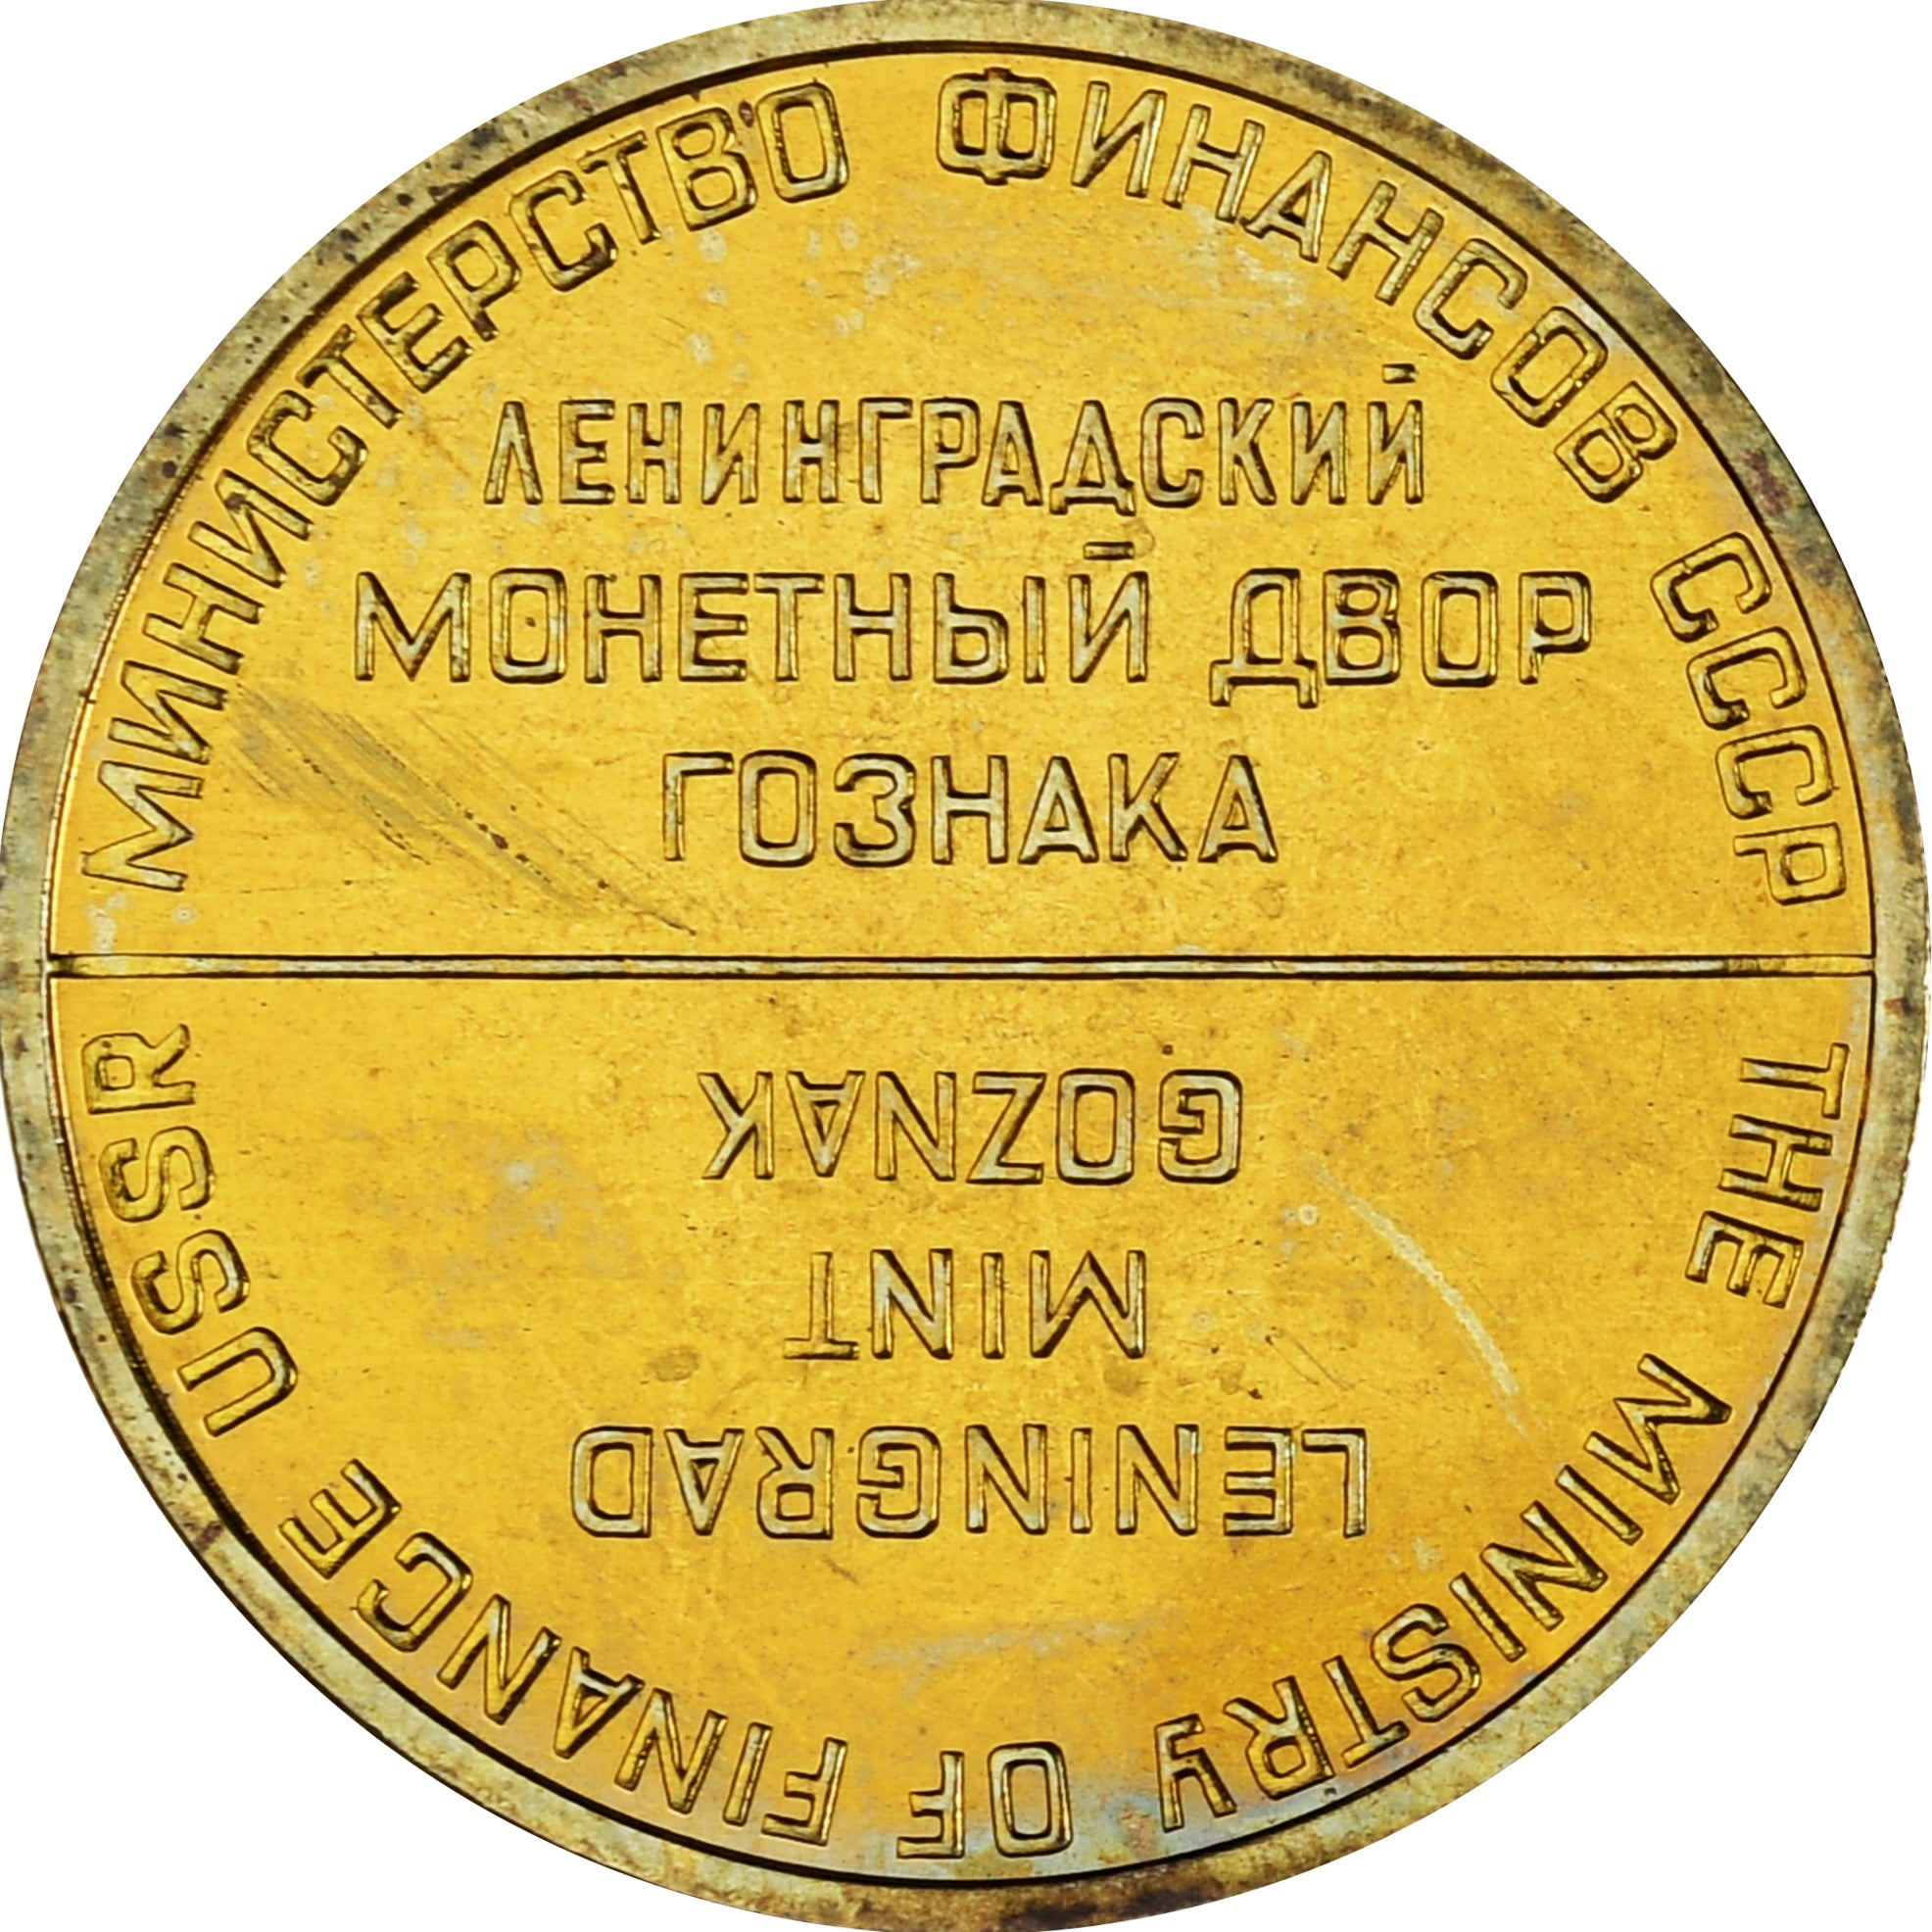 МИНИСТЕРСТВО ФИНАНСОВ СССР
ЛЕНИНГРАДСКИЙ
МОНЕТНЫЙ ДВОР
ГОЗНАКА
THE MINISTRY OF FINANCE USSR
LENINGRAD
MINT
GOZNAK